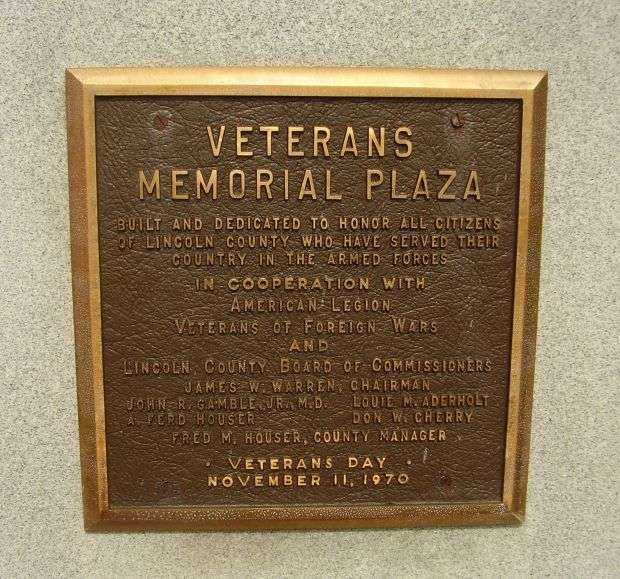 VETERANS
MEMORIAL PLAZA
BUILT AND DEDICATED TO HONOR ALL CITIZENS
OF LINCOLN COUNTY WHO HAVE SERVED THEIR
COUNTRY IN THE ARMED FORCES
IN COOPERATION WITH
AMERICAN LEGION
VETERANS OF FOREIGN WARS
AND
LINCOLN COUNTY BOARD OF COMMISSIONERS
JAMES W. WARREN, CHAIRMAN
JOHN R. GAMBLE, JR., M.D. LOUIE M. ADERHOLT
A. FERD HOUSER DON W. CHERRY
FRED M. HOUSER, COUNTY MANAGER
· VETERANS DAY ·
NOVEMBER 11, 1970